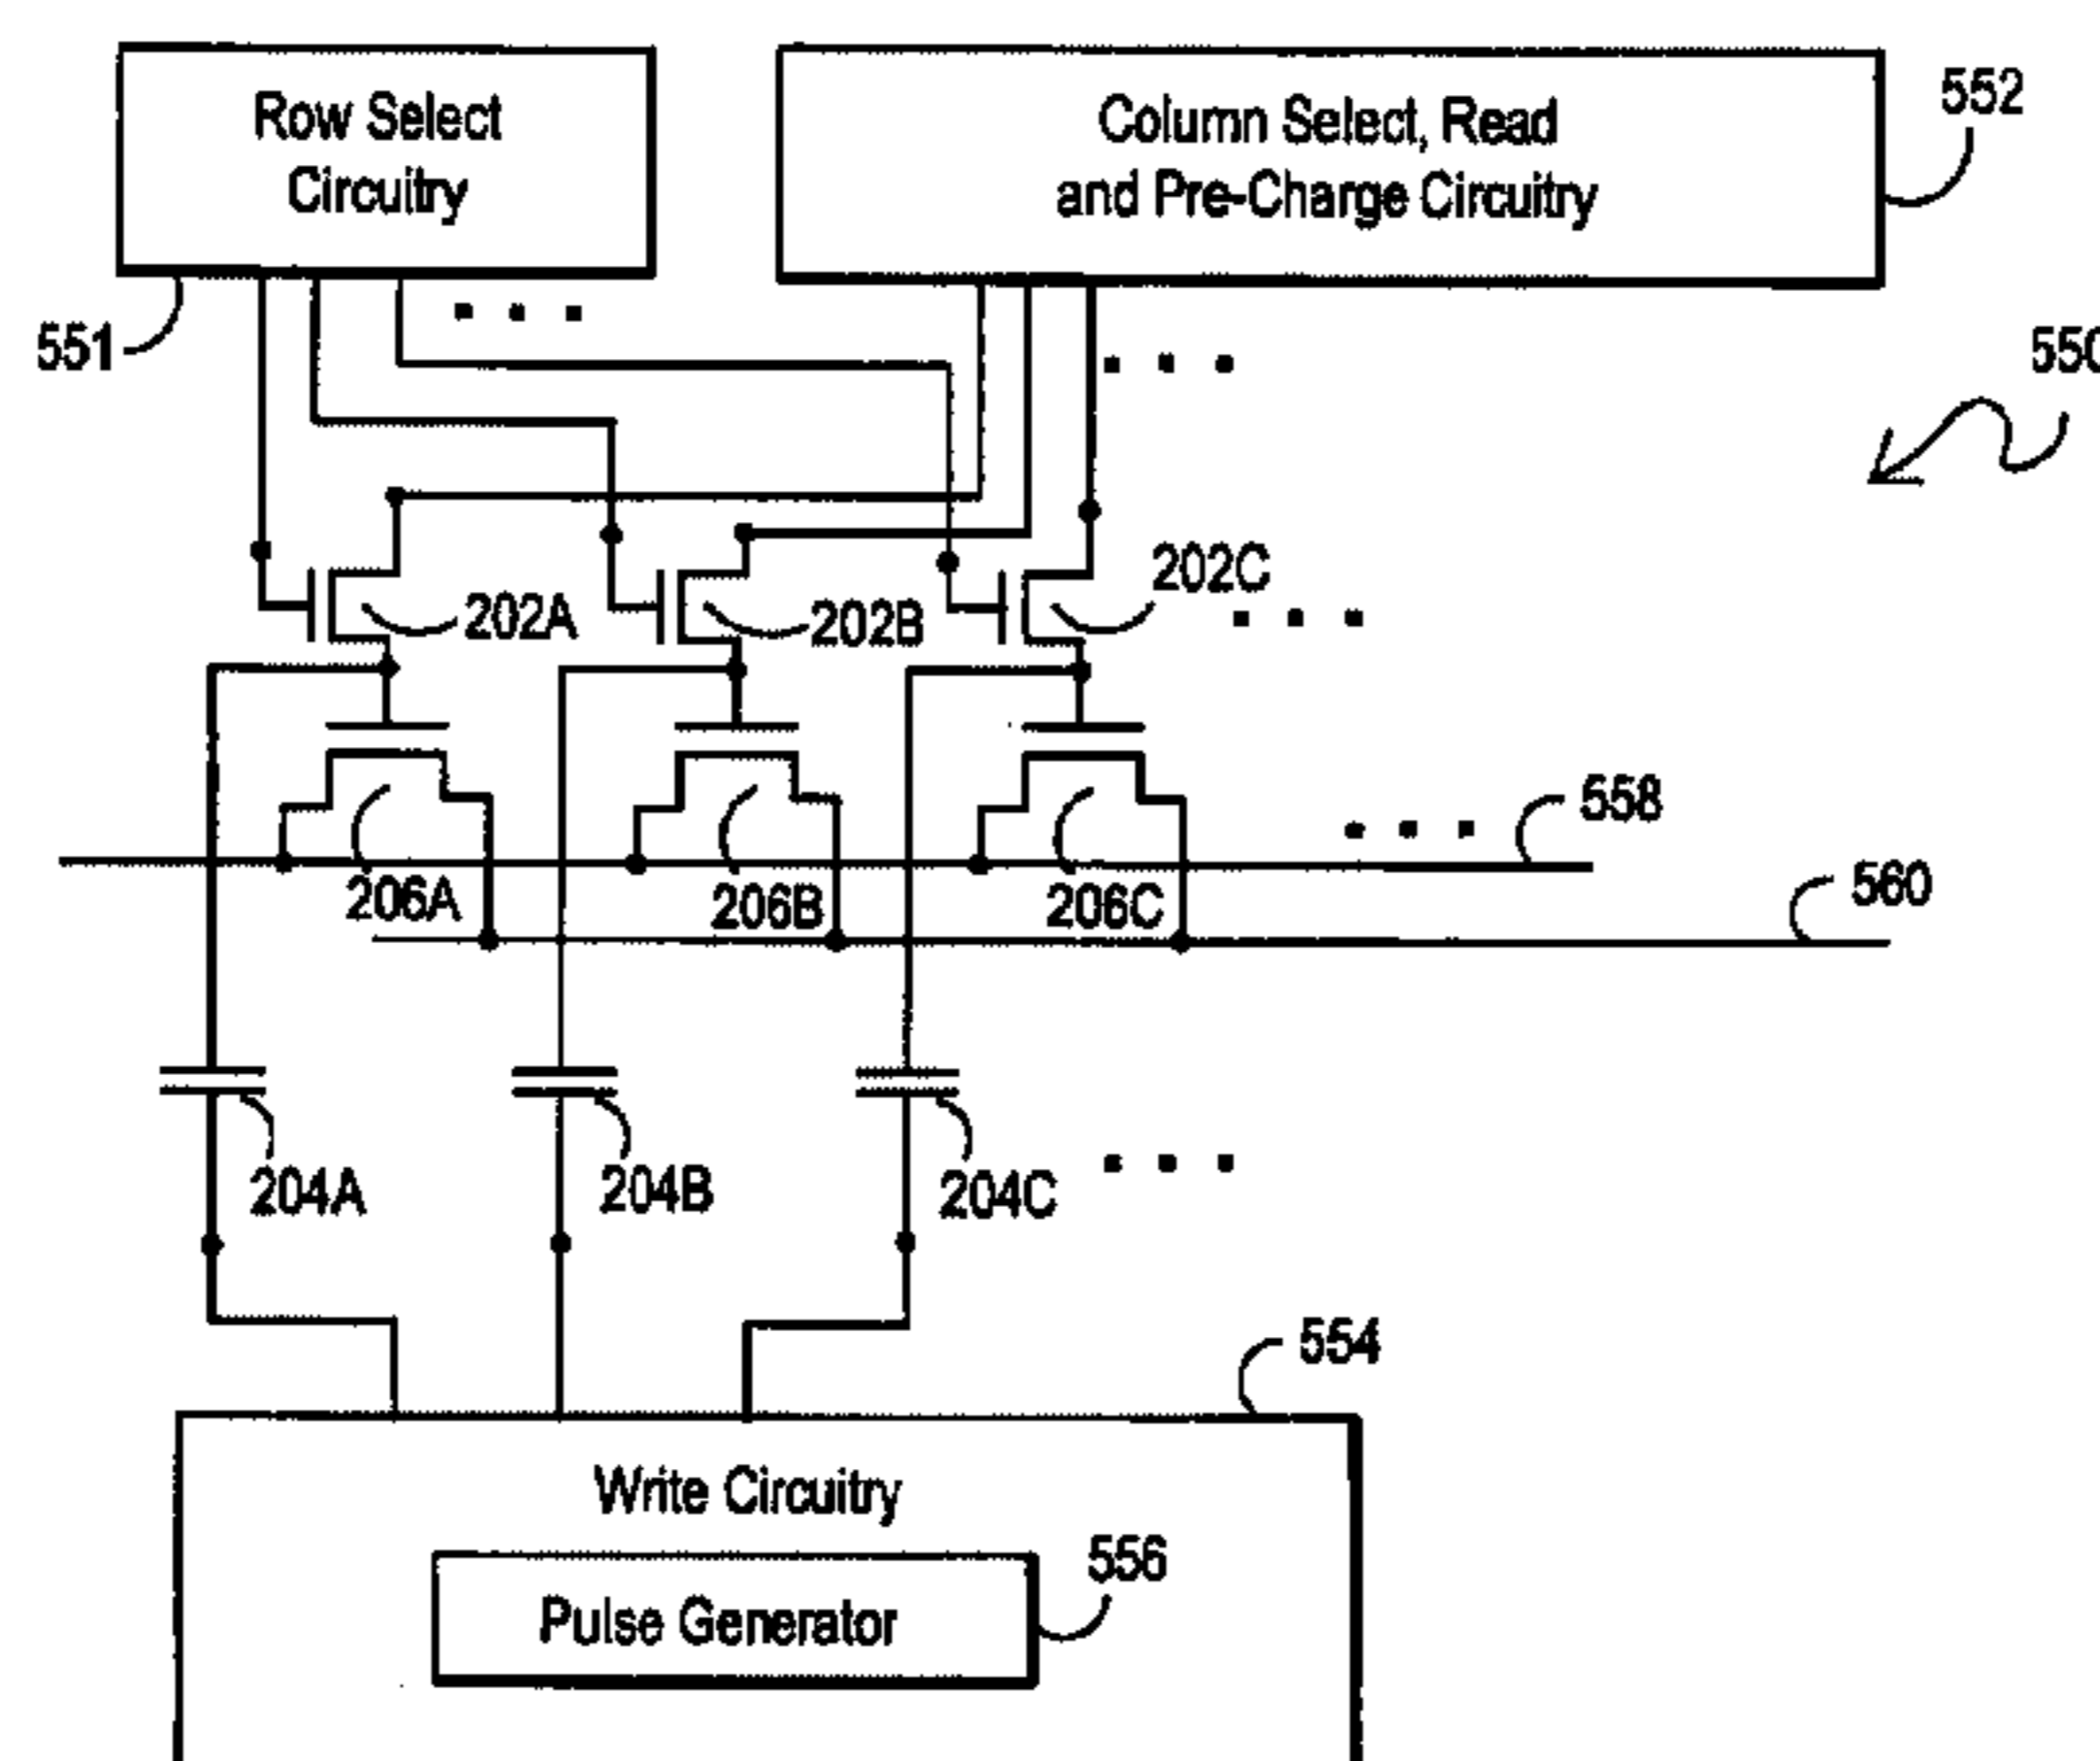 Row Select
Circuitry
Column Select, Read
and Pre-Charge Circuitry
552
551
550
202A
202B
202C
558
206A
206B
206C
560
204A
204B
204C
554
Write Circuitry
556
Pulse Generator